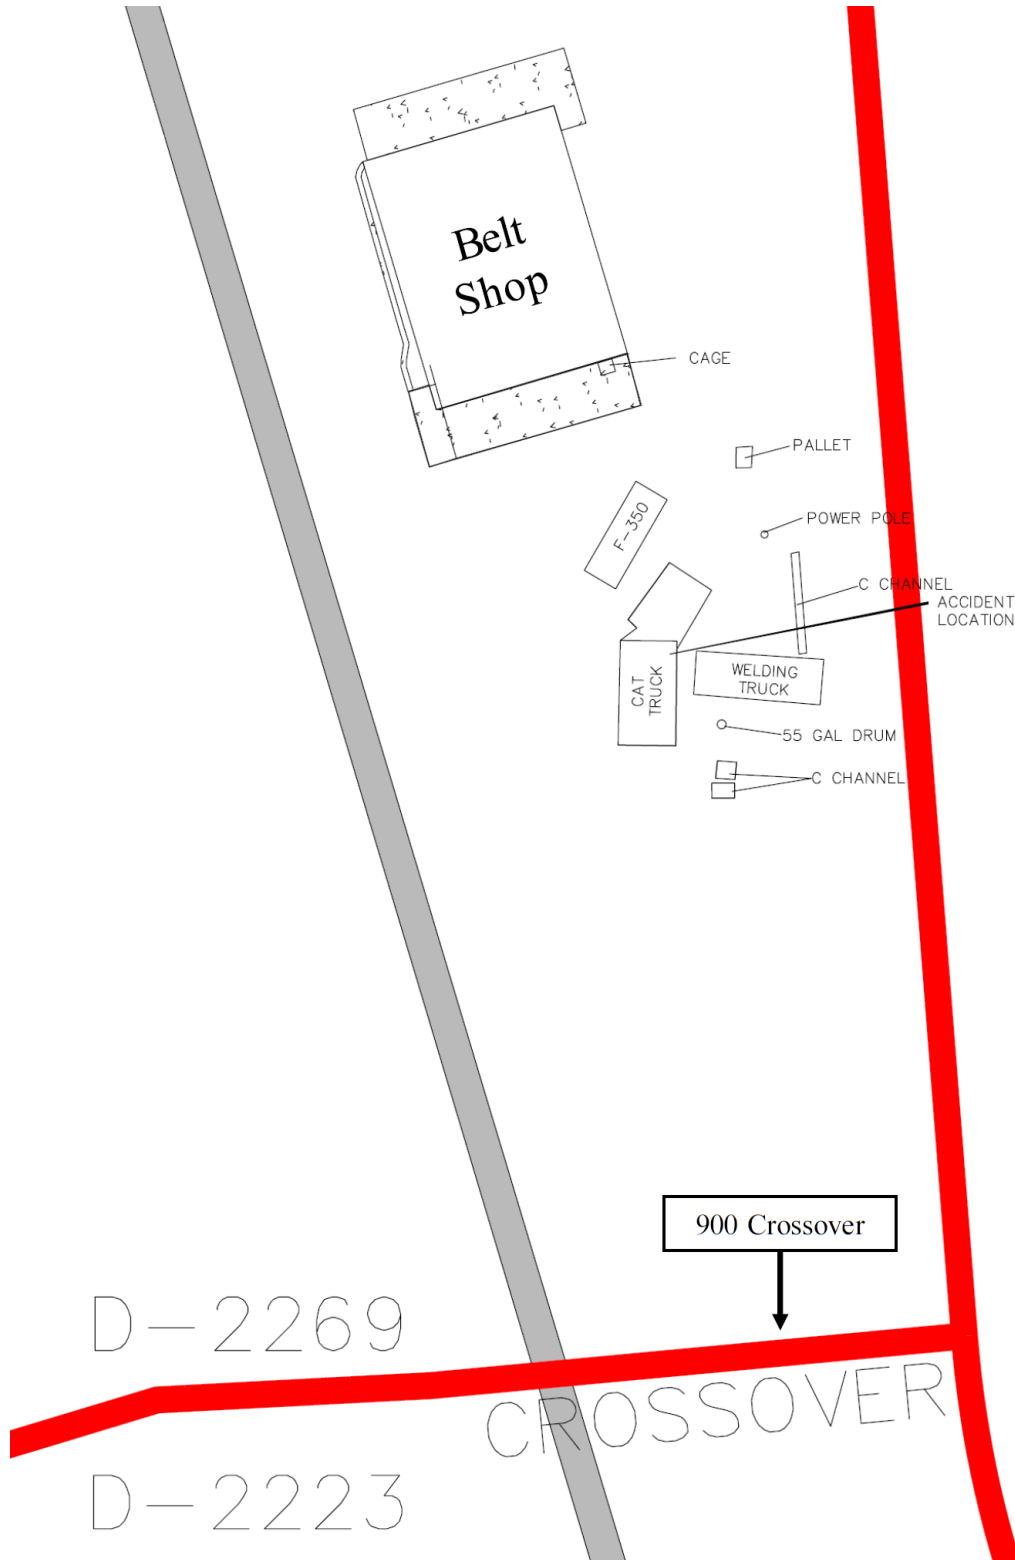 Belt
Shop
CAGE
PALLET
F-350
POWER POLE
C CHANNEL
ACCIDENT
LOCATION
CAT
TRUCK
WELDING
TRUCK
55 GAL DRUM
C CHANNEL
900 Crossover
D-2269
CROSSOVER
D-2223